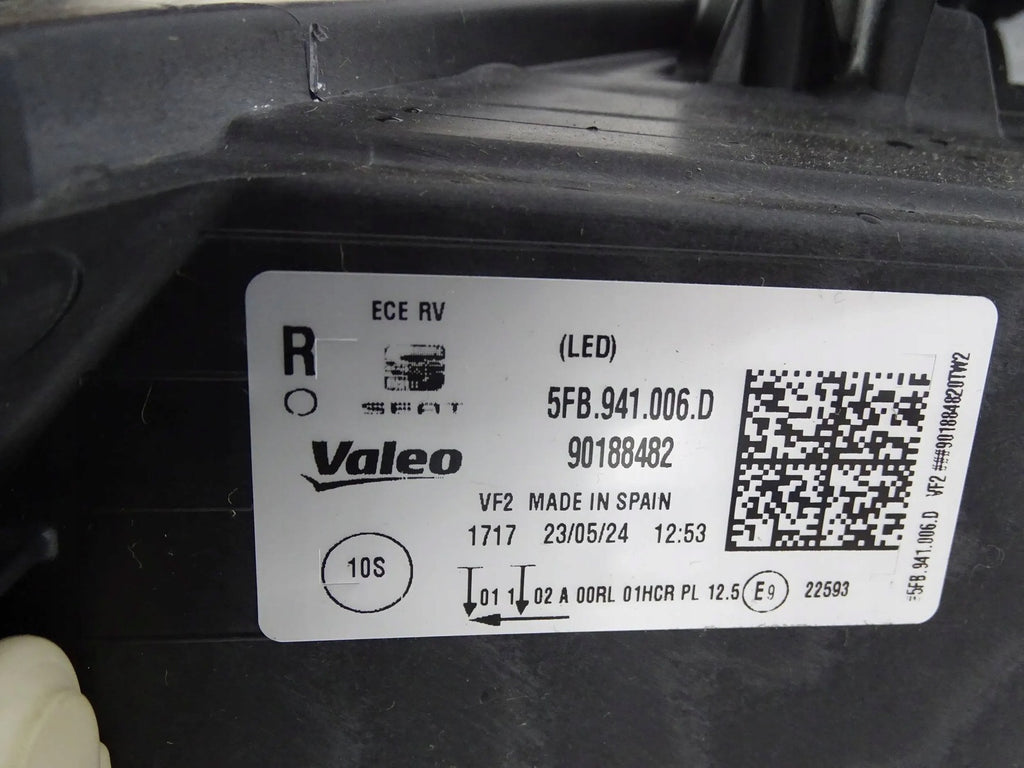 ECE RV
R
SEAT
Valeo
(LED)
5FB.941.006.D
90188482
VF2 MADE IN SPAIN
1717 23/05/24 12:53
10S
01 1 02 A 00RL 01HCR PL 12.5 E9 22593
=5FB.941.006.D VF2 ###90188482OTW2